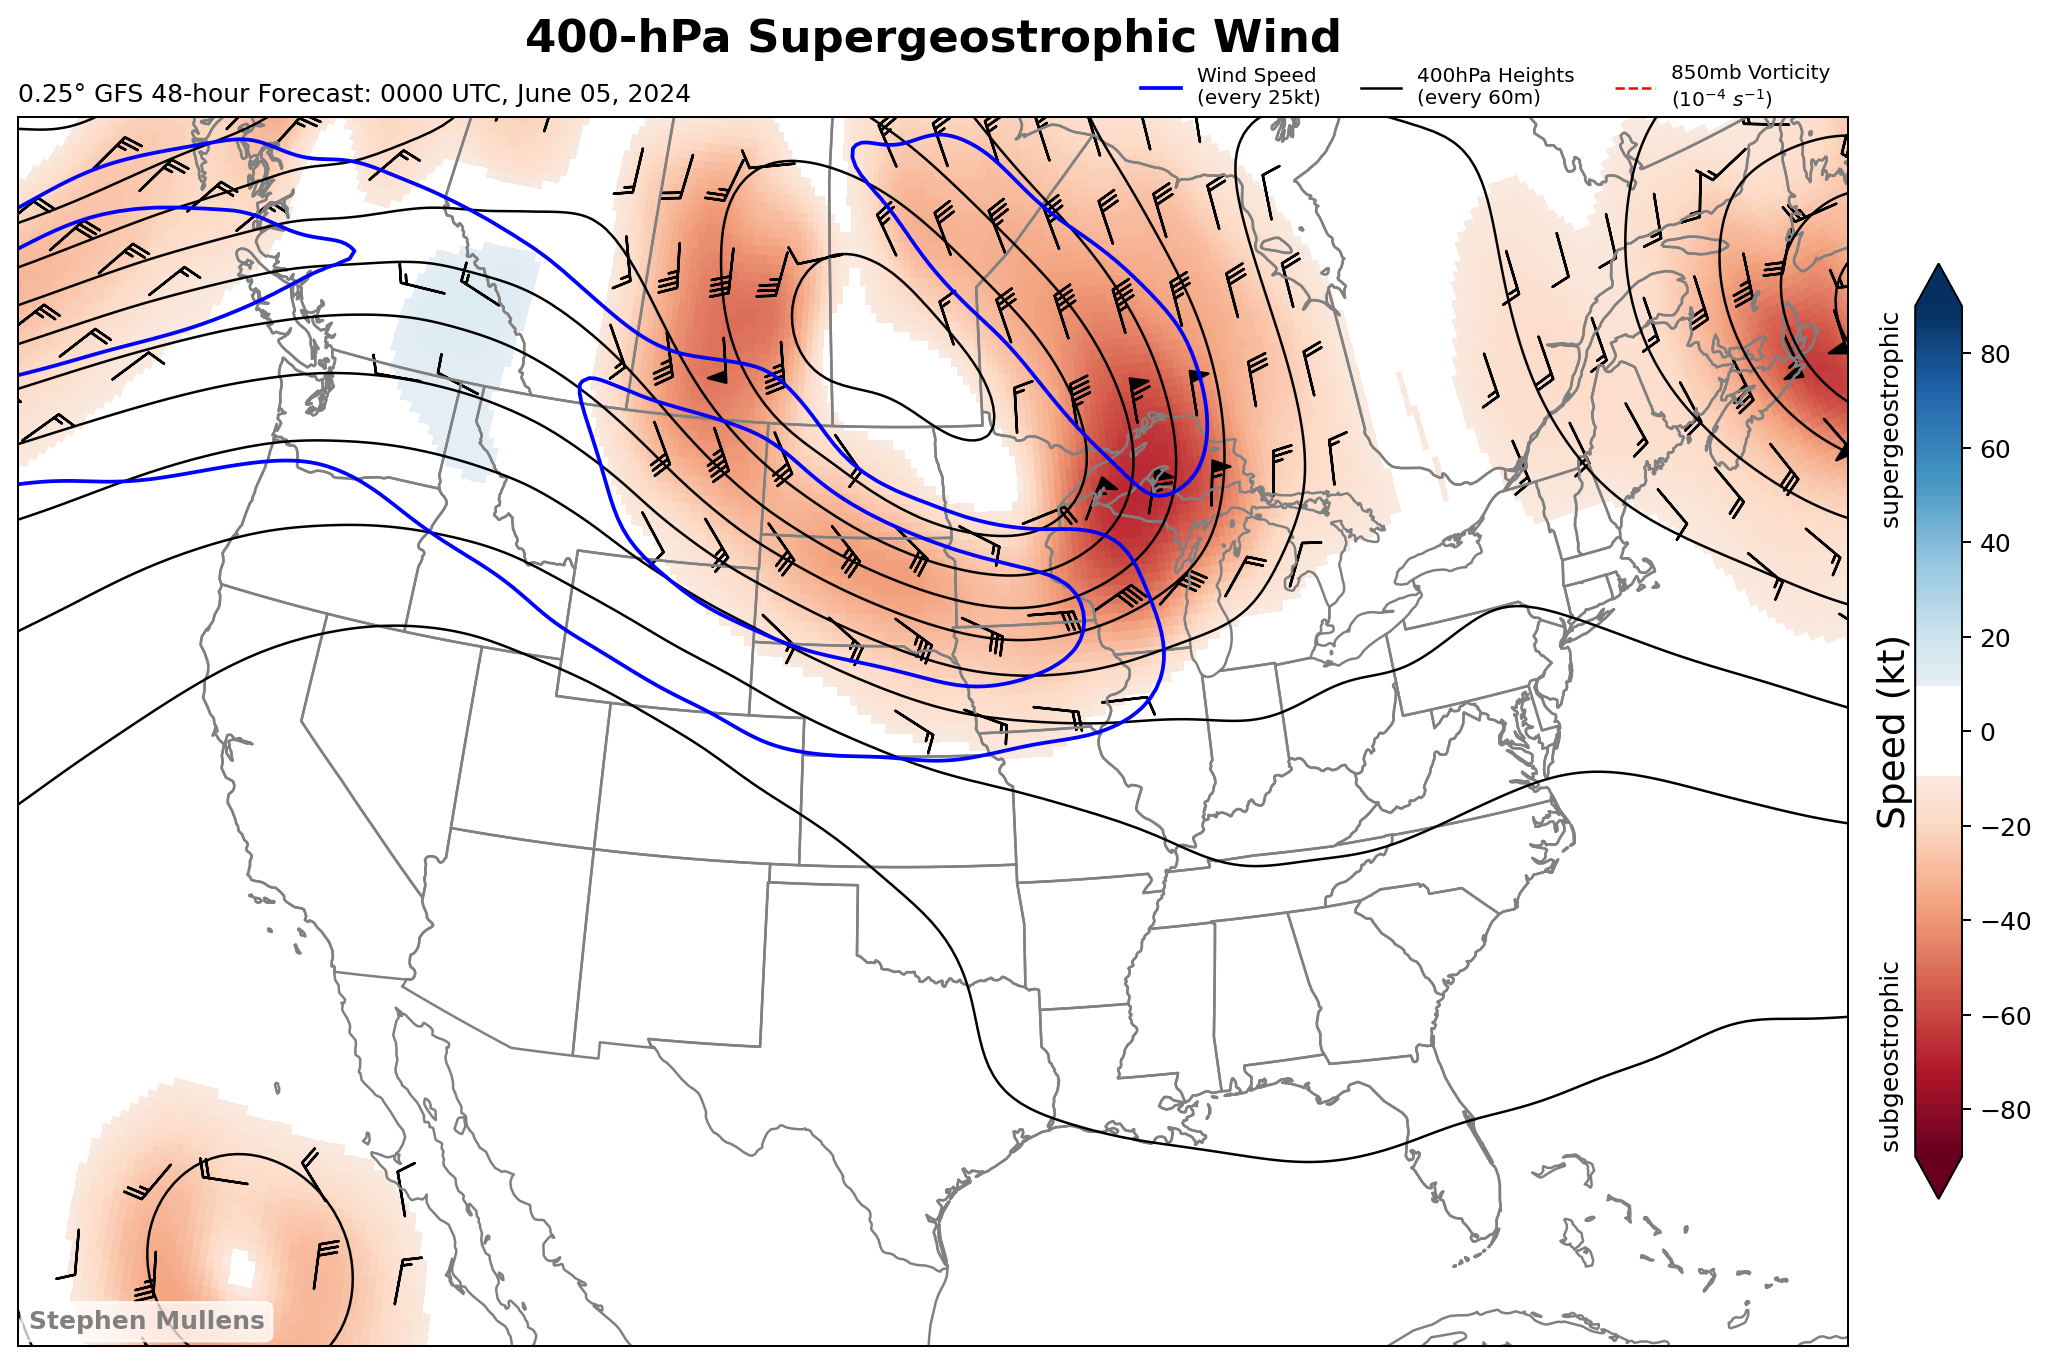 400-hPa Supergeostrophic Wind
0.25° GFS 48-hour Forecast: 0000 UTC, June 05, 2024
Wind Speed
(every 25kt)
400hPa Heights
(every 60m)
850mb Vorticity
(10⁻⁴ s⁻¹)
supergeostrophic
Speed (kt)
subgeostrophic
80
60
40
20
0
−20
−40
−60
−80
Stephen Mullens